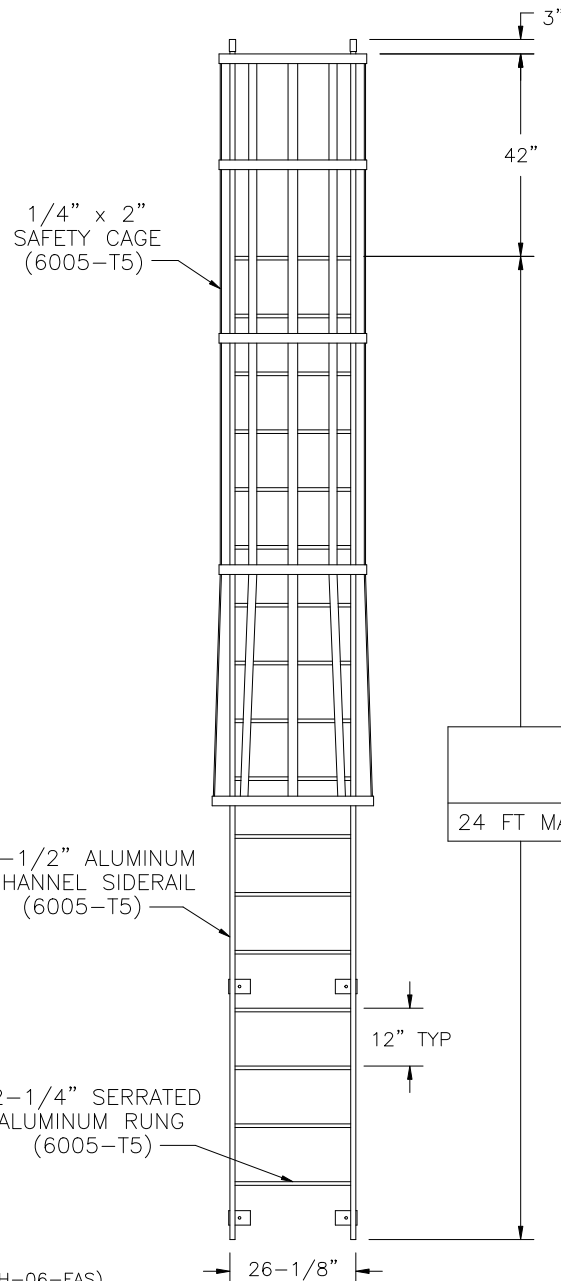 3"
42"
1/4" x 2"
SAFETY CAGE
(6005-T5)
24 FT MA
-1/2" ALUMINUM
HANNEL SIDERAIL
(6005-T5)
12" TYP
2-1/4" SERRATED
ALUMINUM RUNG
(6005-T5)
26-1/8"
H-06-FAS)